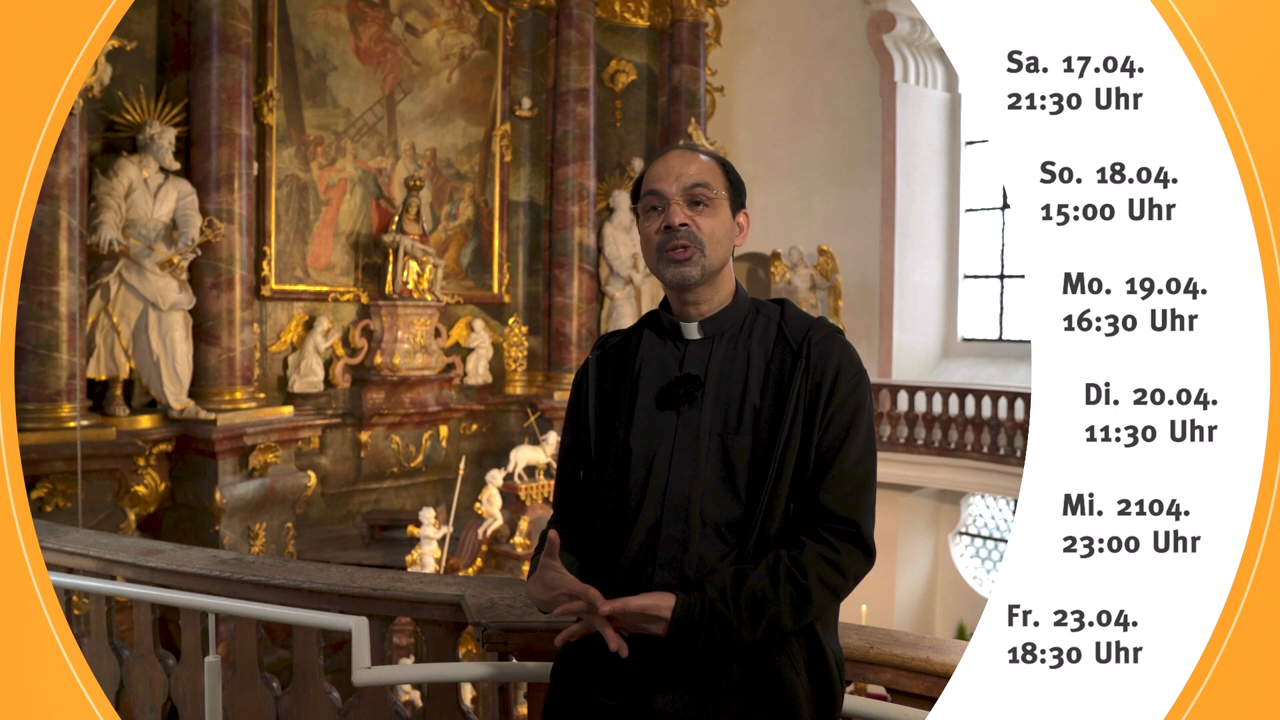 Sa. 17.04.
21:30 Uhr
So. 18.04.
15:00 Uhr
Mo. 19.04.
16:30 Uhr
Di. 20.04.
11:30 Uhr
Mi. 2104.
23:00 Uhr
Fr. 23.04.
18:30 Uhr